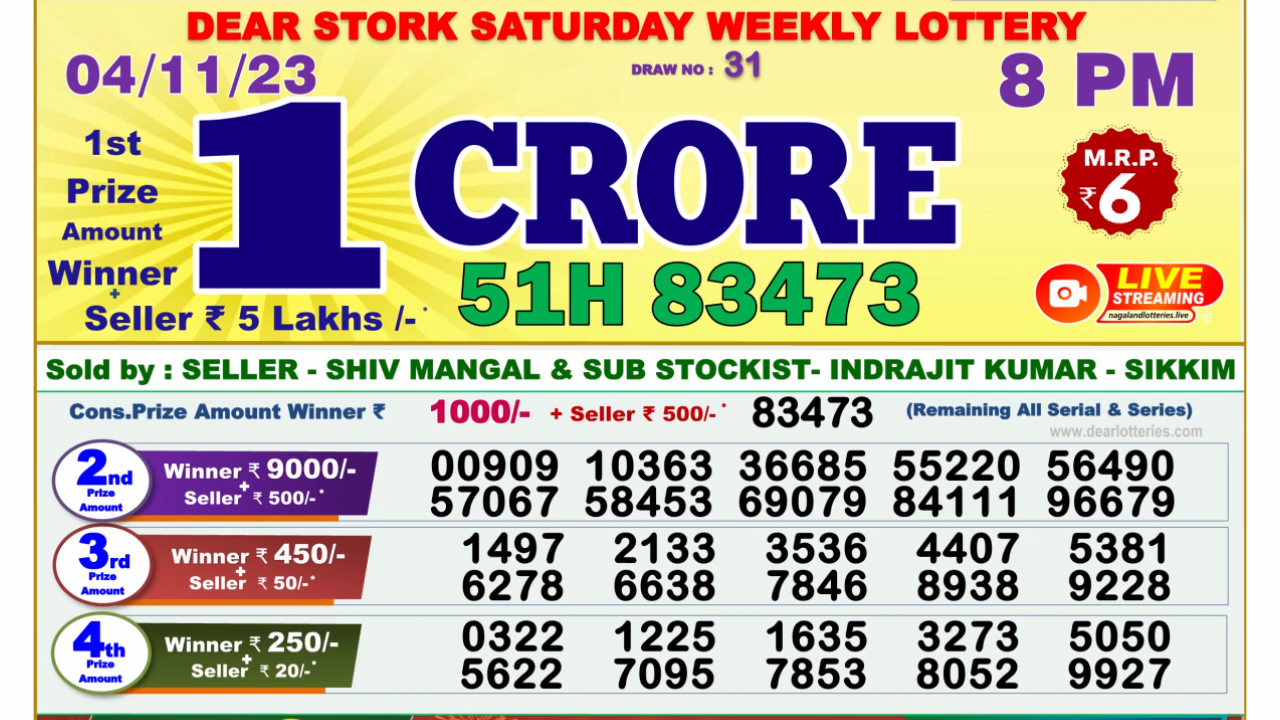 DEAR STORK SATURDAY WEEKLY LOTTERY
04/11/23
DRAW NO : 31
8 PM
1st
Prize
Amount
Winner
+
Seller ₹ 5 Lakhs /-*
1 CRORE
51H 83473
M.R.P.
₹6
LIVE
STREAMING
nagalandlotteries.live
Sold by : SELLER - SHIV MANGAL & SUB STOCKIST- INDRAJIT KUMAR - SIKKIM
Cons.Prize Amount Winner ₹ 1000/- + Seller ₹ 500/-* 83473 (Remaining All Serial & Series)
www.dearlotteries.com
2nd
Prize
Amount
Winner ₹ 9000/-
+
Seller ₹ 500/-*
00909 10363 36685 55220 56490
57067 58453 69079 84111 96679
3rd
Prize
Amount
Winner ₹ 450/-
+
Seller ₹ 50/-*
1497 2133 3536 4407 5381
6278 6638 7846 8938 9228
4th
Prize
Amount
Winner ₹ 250/-
+
Seller ₹ 20/-*
0322 1225 1635 3273 5050
5622 7095 7853 8052 9927